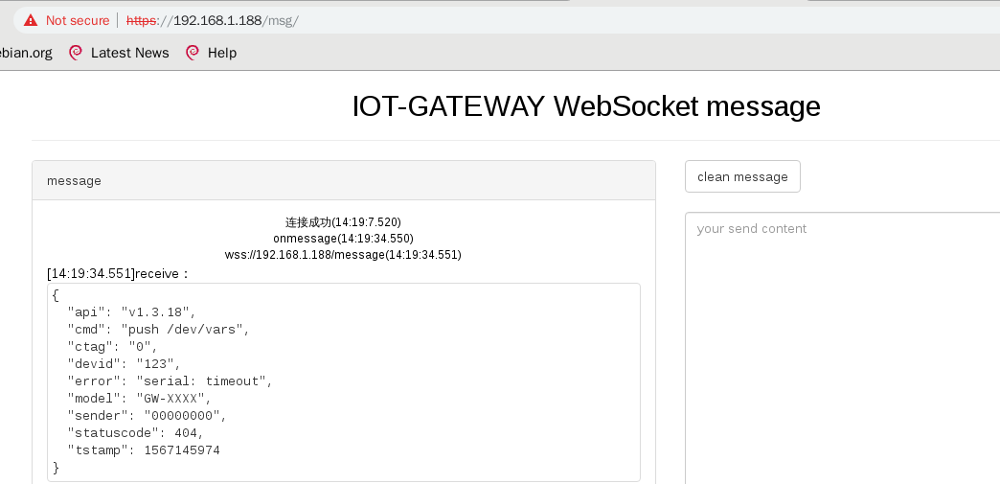 Not secure https://192.168.1.188/msg/
ebian.org Latest News Help
IOT-GATEWAY WebSocket message
message
clean message
your send content
连接成功(14:19:7.520)
onmessage(14:19:34.550)
wss://192.168.1.188/message(14:19:34.551)
[14:19:34.551]receive：
{
"api": "v1.3.18",
"cmd": "push /dev/vars",
"ctag": "0",
"devid": "123",
"error": "serial: timeout",
"model": "GW-XXXX",
"sender": "00000000",
"statuscode": 404,
"tstamp": 1567145974
}